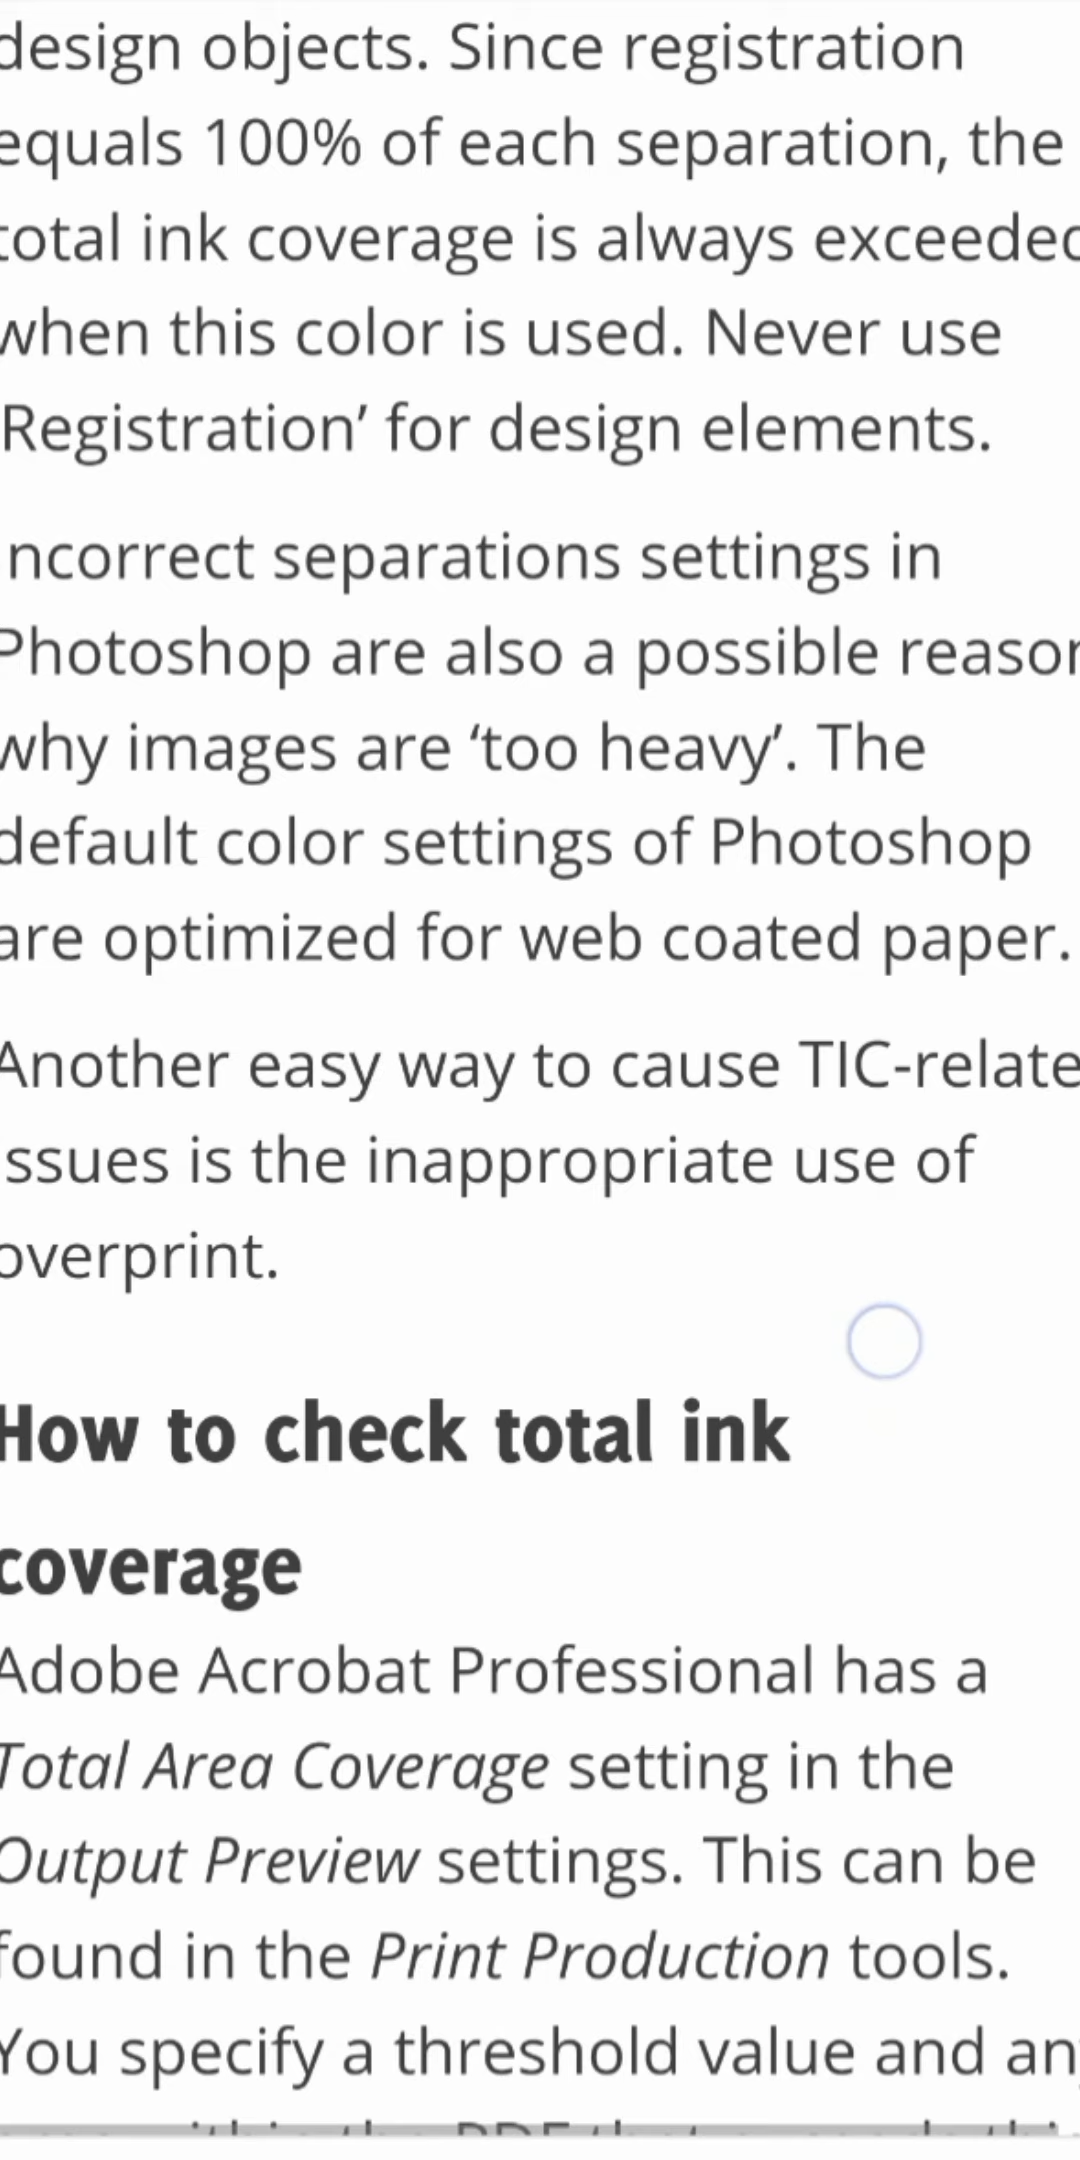 design objects. Since registration
equals 100% of each separation, the
total ink coverage is always exceeded
when this color is used. Never use
Registration’ for design elements.
ncorrect separations settings in
Photoshop are also a possible reason
why images are ‘too heavy’. The
default color settings of Photoshop
are optimized for web coated paper.
Another easy way to cause TIC-relate
ssues is the inappropriate use of
overprint.
How to check total ink
coverage
Adobe Acrobat Professional has a
Total Area Coverage setting in the
Output Preview settings. This can be
found in the Print Production tools.
You specify a threshold value and any